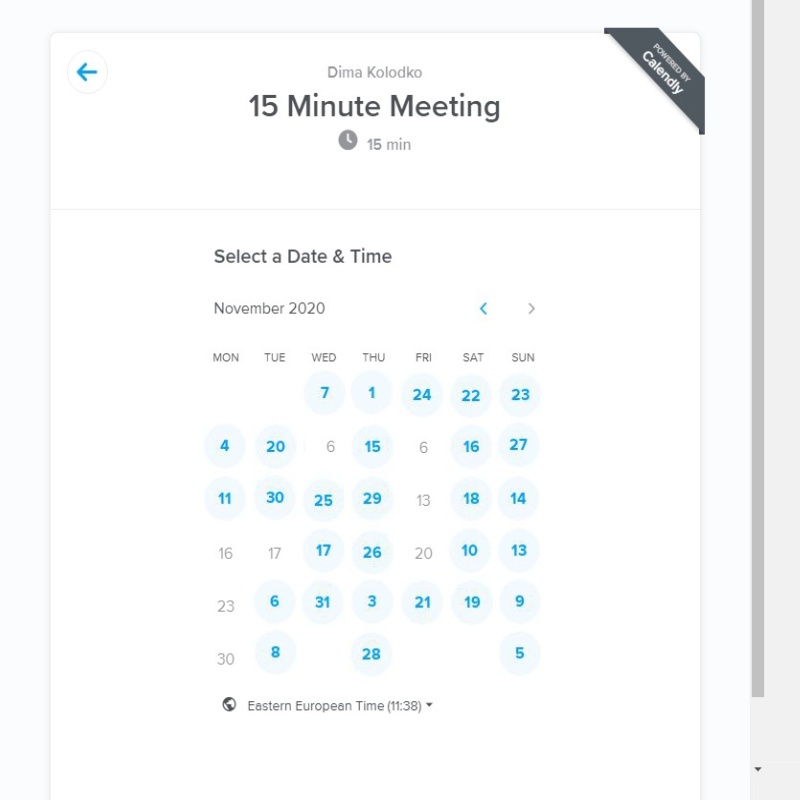 Dima Kolodko
15 Minute Meeting
15 min
POWERED BY
Calendly
Select a Date & Time
November 2020
MON TUE WED THU FRI SAT SUN
7 1 24 22 23
4 20 6 15 6 16 27
11 30 25 29 13 18 14
16 17 17 26 20 10 13
23 6 31 3 21 19 9
30 8 28 5
Eastern European Time (11:38)